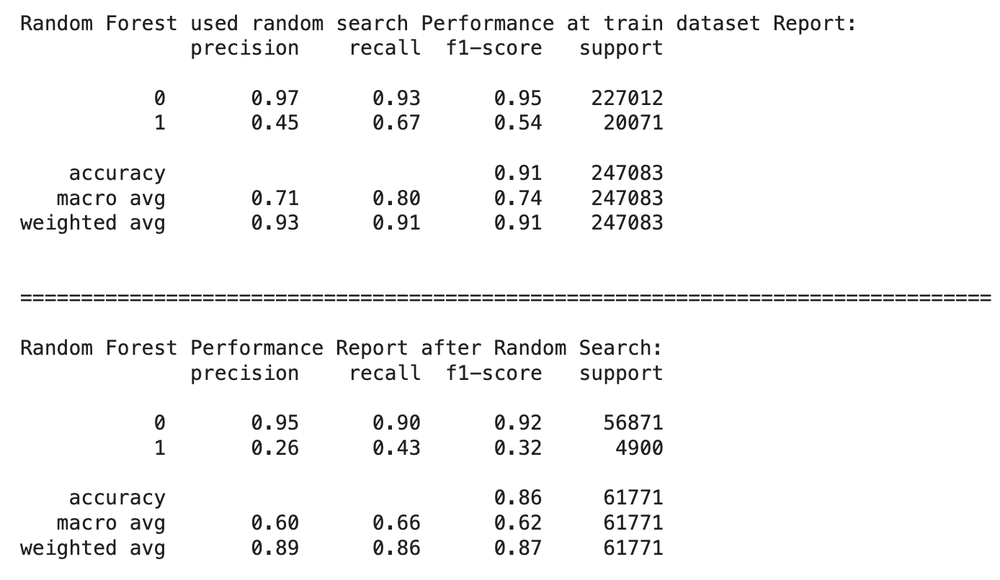 Random Forest used random search Performance at train dataset Report:
precision recall f1-score support
0 0.97 0.93 0.95 227012
1 0.45 0.67 0.54 20071
accuracy 0.91 247083
macro avg 0.71 0.80 0.74 247083
weighted avg 0.93 0.91 0.91 247083
================================================================================
Random Forest Performance Report after Random Search:
precision recall f1-score support
0 0.95 0.90 0.92 56871
1 0.26 0.43 0.32 4900
accuracy 0.86 61771
macro avg 0.60 0.66 0.62 61771
weighted avg 0.89 0.86 0.87 61771